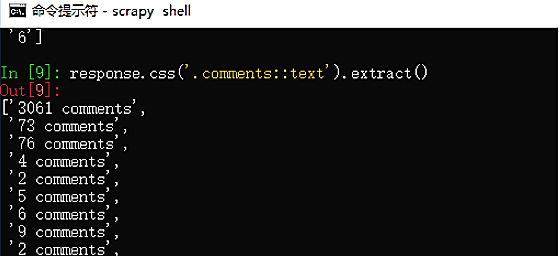 命令提示符 - scrapy shell
'6']
In [9]: response.css('.comments::text').extract()
Out[9]:
['3061 comments',
'73 comments',
'76 comments',
'4 comments',
'2 comments',
'5 comments',
'6 comments',
'9 comments',
'2 comments',